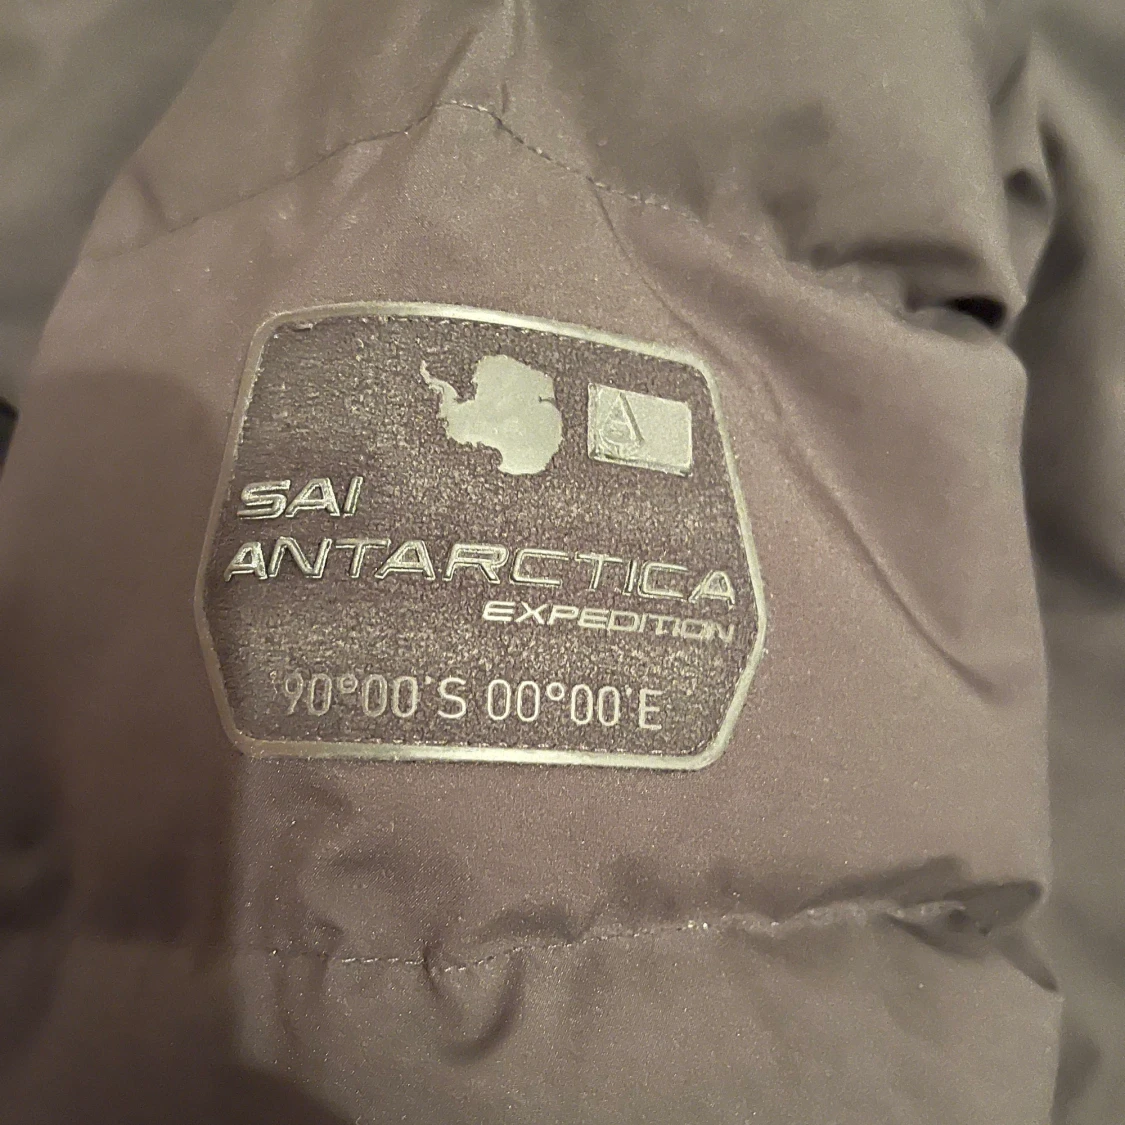 A
SAI
ANTARCTICA
EXPEDITION
90°00'S 00°00'E